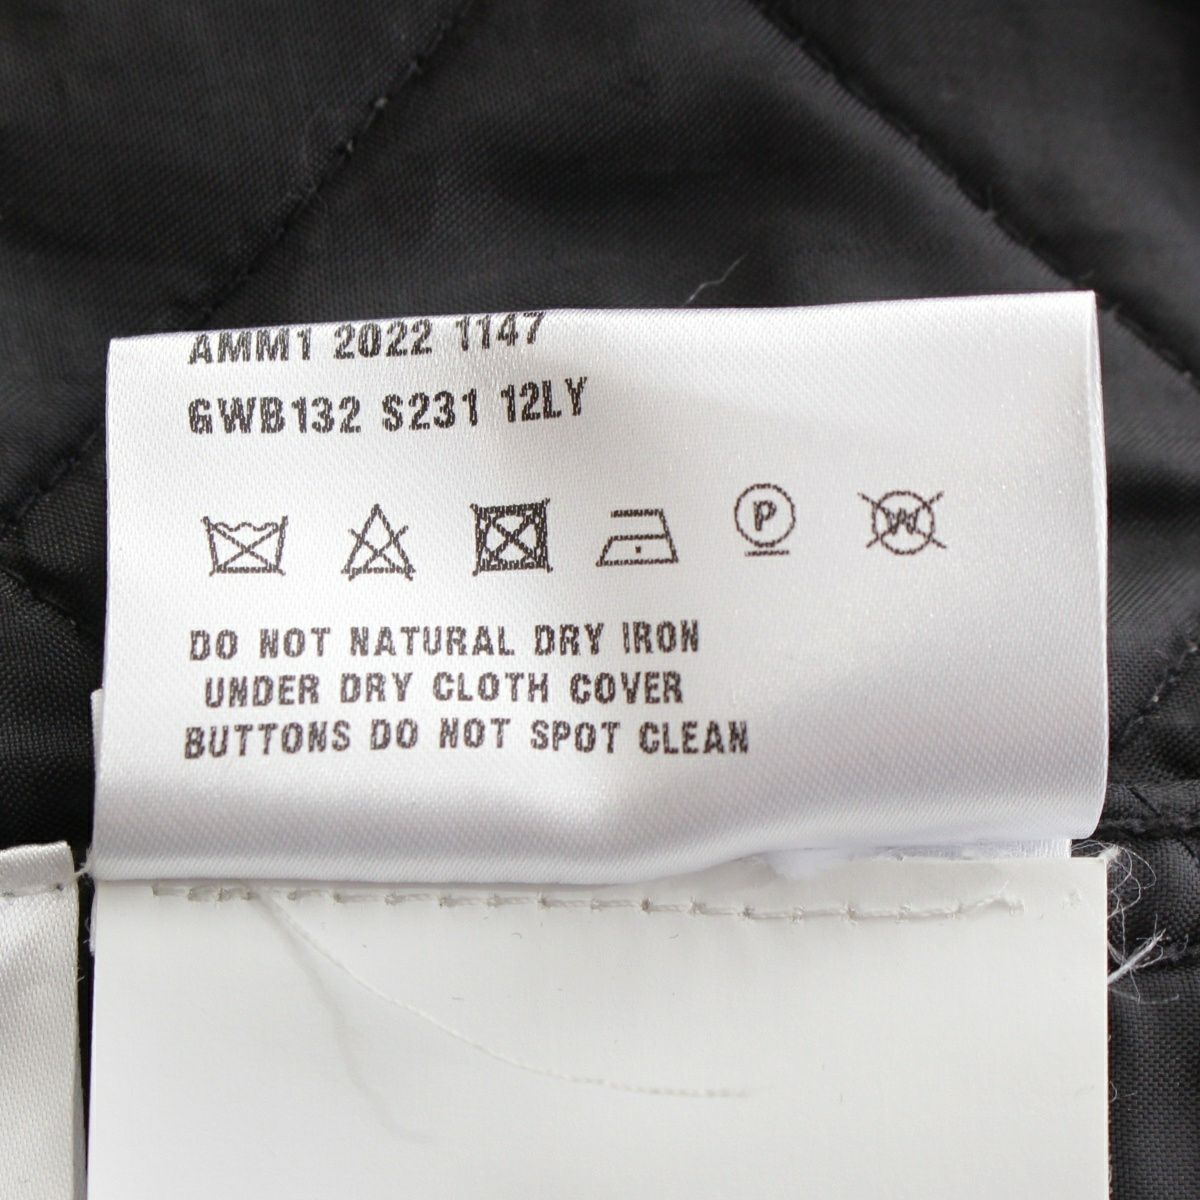 AMM1 2022 1147
GWB132 S231 12LY
P W
DO NOT NATURAL DRY IRON
UNDER DRY CLOTH COVER
BUTTONS DO NOT SPOT CLEAN